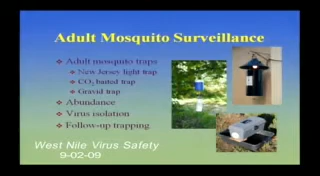 Adult Mosquito Surveillance
Adult mosquito traps
New Jersey light trap
CO₂ baited trap
Gravid trap
Abundance
Virus isolation
Follow-up trapping
West Nile Virus Safety
9-02-09